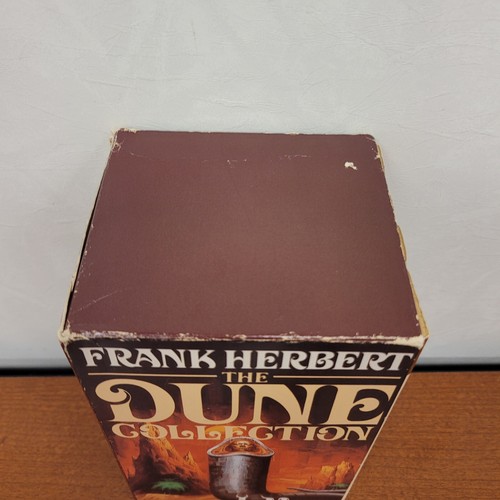 FRANK HERBERT
THE
DUNE
COLLECTION